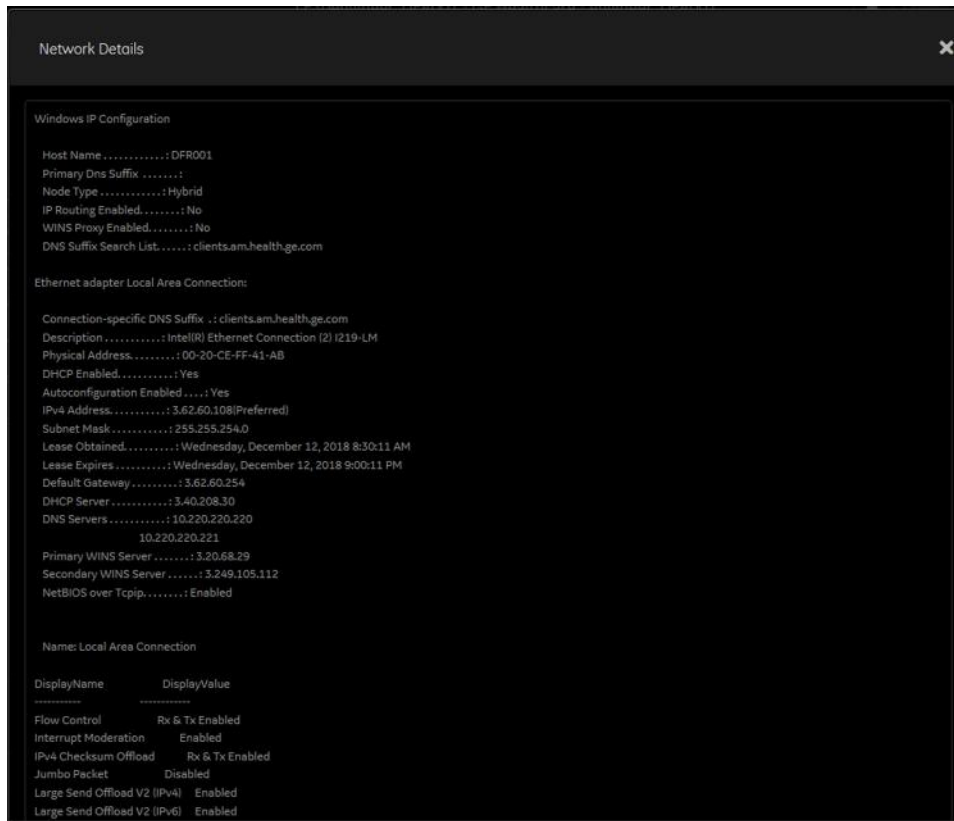 Network Details
Windows IP Configuration
Host Name . . . . . . . . . . . . : DFR001
Primary Dns Suffix . . . . . . . :
Node Type . . . . . . . . . . . . : Hybrid
IP Routing Enabled. . . . . . . . : No
WINS Proxy Enabled. . . . . . . . : No
DNS Suffix Search List. . . . . . : clients.am.health.ge.com
Ethernet adapter Local Area Connection:
Connection-specific DNS Suffix . : clients.am.health.ge.com
Description . . . . . . . . . . . : Intel(R) Ethernet Connection (2) I219-LM
Physical Address. . . . . . . . . : 00-20-CE-FF-41-AB
DHCP Enabled. . . . . . . . . . . : Yes
Autoconfiguration Enabled . . . . : Yes
IPv4 Address. . . . . . . . . . . : 3.62.60.108(Preferred)
Subnet Mask . . . . . . . . . . . : 255.255.254.0
Lease Obtained. . . . . . . . . . : Wednesday, December 12, 2018 8:30:11 AM
Lease Expires . . . . . . . . . . : Wednesday, December 12, 2018 9:00:11 PM
Default Gateway . . . . . . . . . : 3.62.60.254
DHCP Server . . . . . . . . . . . : 3.40.208.30
DNS Servers . . . . . . . . . . . : 10.220.220.220
10.220.220.221
Primary WINS Server . . . . . . . : 3.20.68.29
Secondary WINS Server . . . . . . : 3.249.105.112
NetBIOS over Tcpip. . . . . . . . : Enabled
Name: Local Area Connection
DisplayName DisplayValue
----------- ------------
Flow Control Rx & Tx Enabled
Interrupt Moderation Enabled
IPv4 Checksum Offload Rx & Tx Enabled
Jumbo Packet Disabled
Large Send Offload V2 (IPv4) Enabled
Large Send Offload V2 (IPv6) Enabled